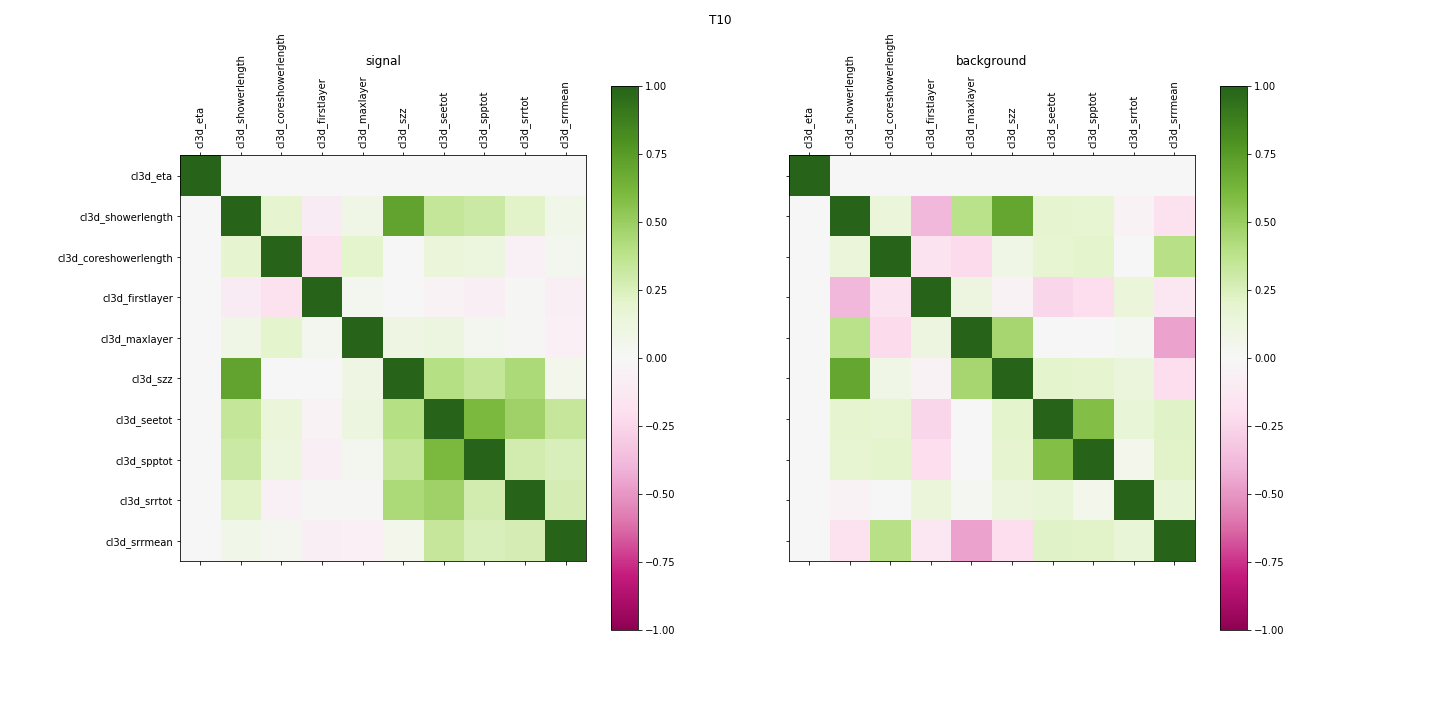 T10
signal
cl3d_eta
cl3d_showerlength
cl3d_coreshowerlength
cl3d_firstlayer
cl3d_maxlayer
cl3d_szz
cl3d_seetot
cl3d_spptot
cl3d_srrtot
cl3d_srrmean
cl3d_eta
cl3d_showerlength
cl3d_coreshowerlength
cl3d_firstlayer
cl3d_maxlayer
cl3d_szz
cl3d_seetot
cl3d_spptot
cl3d_srrtot
cl3d_srrmean
1.00
0.75
0.50
0.25
0.00
−0.25
−0.50
−0.75
−1.00
background
cl3d_eta
cl3d_showerlength
cl3d_coreshowerlength
cl3d_firstlayer
cl3d_maxlayer
cl3d_szz
cl3d_seetot
cl3d_spptot
cl3d_srrtot
cl3d_srrmean
1.00
0.75
0.50
0.25
0.00
−0.25
−0.50
−0.75
−1.00